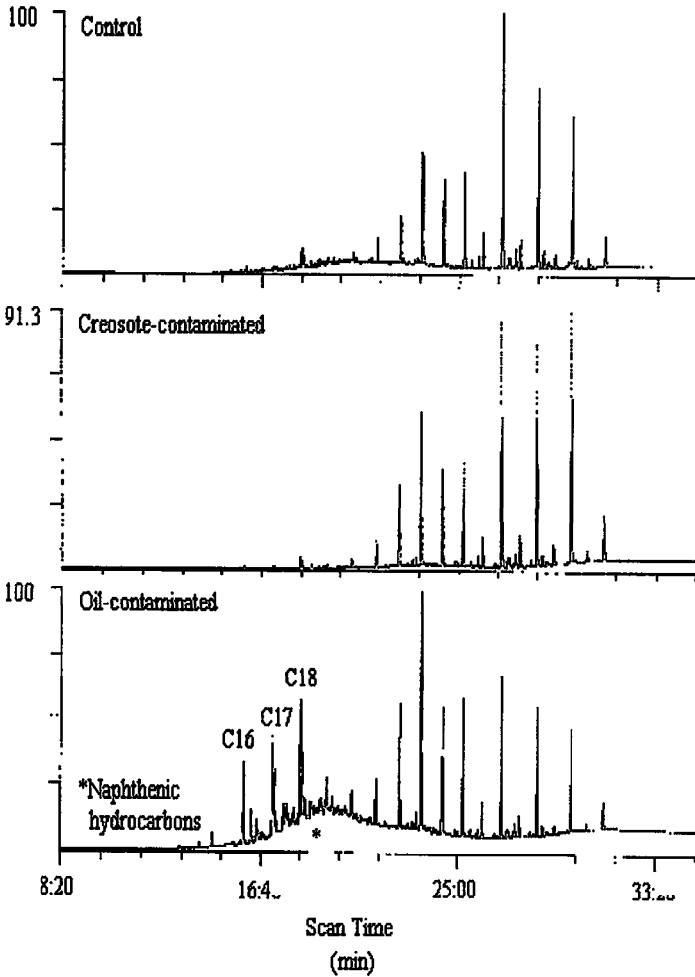 100
Control
91.3
Creosote-contaminated
100
Oil-contaminated
C18
C17
C16
*Naphthenic
hydrocarbons
*
8:20
25:00
Scan Time
(min)